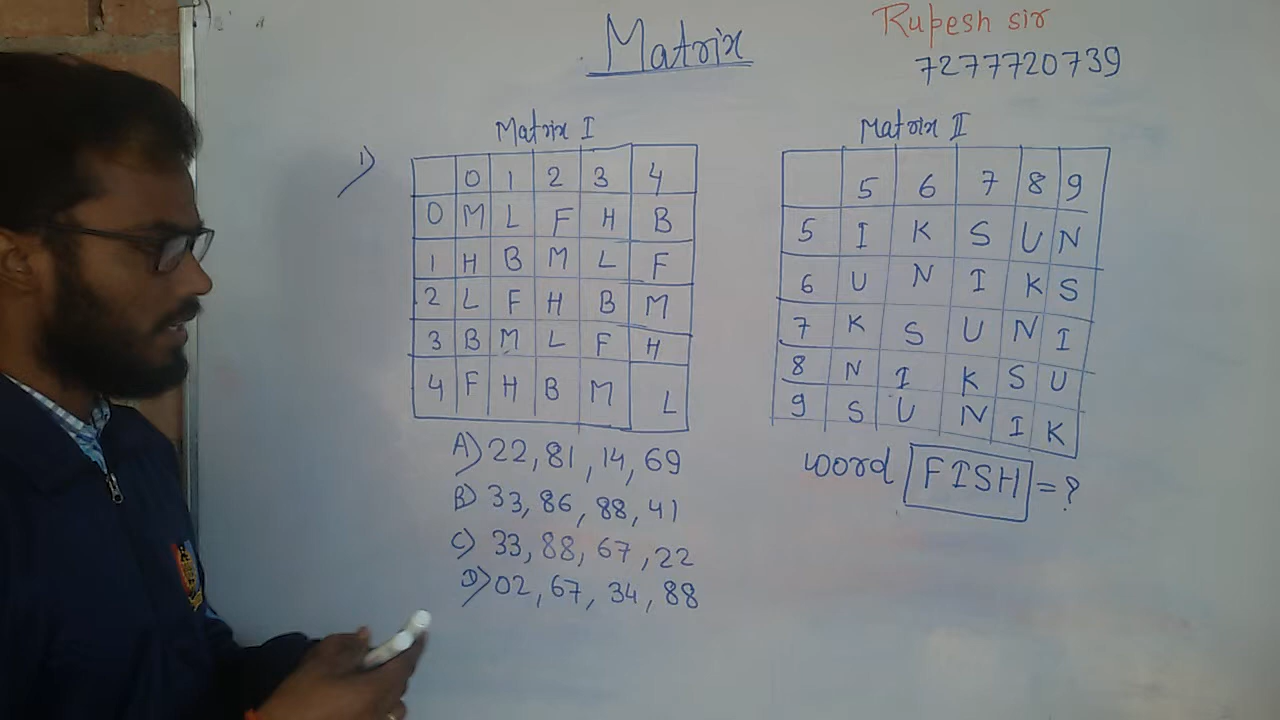 Matrix
Rupesh sir
7277720739
1)
Matrix I
0 1 2 3 4
0 M L F H B
1 H B M L F
2 L F H B M
3 B M L F H
4 F H B M L
Matrix II
5 6 7 8 9
5 I K S U N
6 U N I K S
7 K S U N I
8 N I K S U
9 S U N I K
A) 22, 81, 14, 69
B) 33, 86, 88, 41
C) 33, 88, 67, 22
D) 02, 67, 34, 88
word FISH = ?